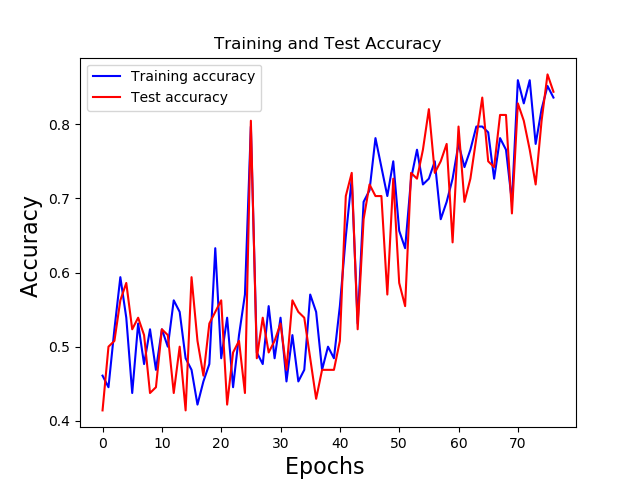 Training and Test Accuracy
Training accuracy
Test accuracy
Accuracy
0.8
0.7
0.6
0.5
0.4
0 10 20 30 40 50 60 70
Epochs